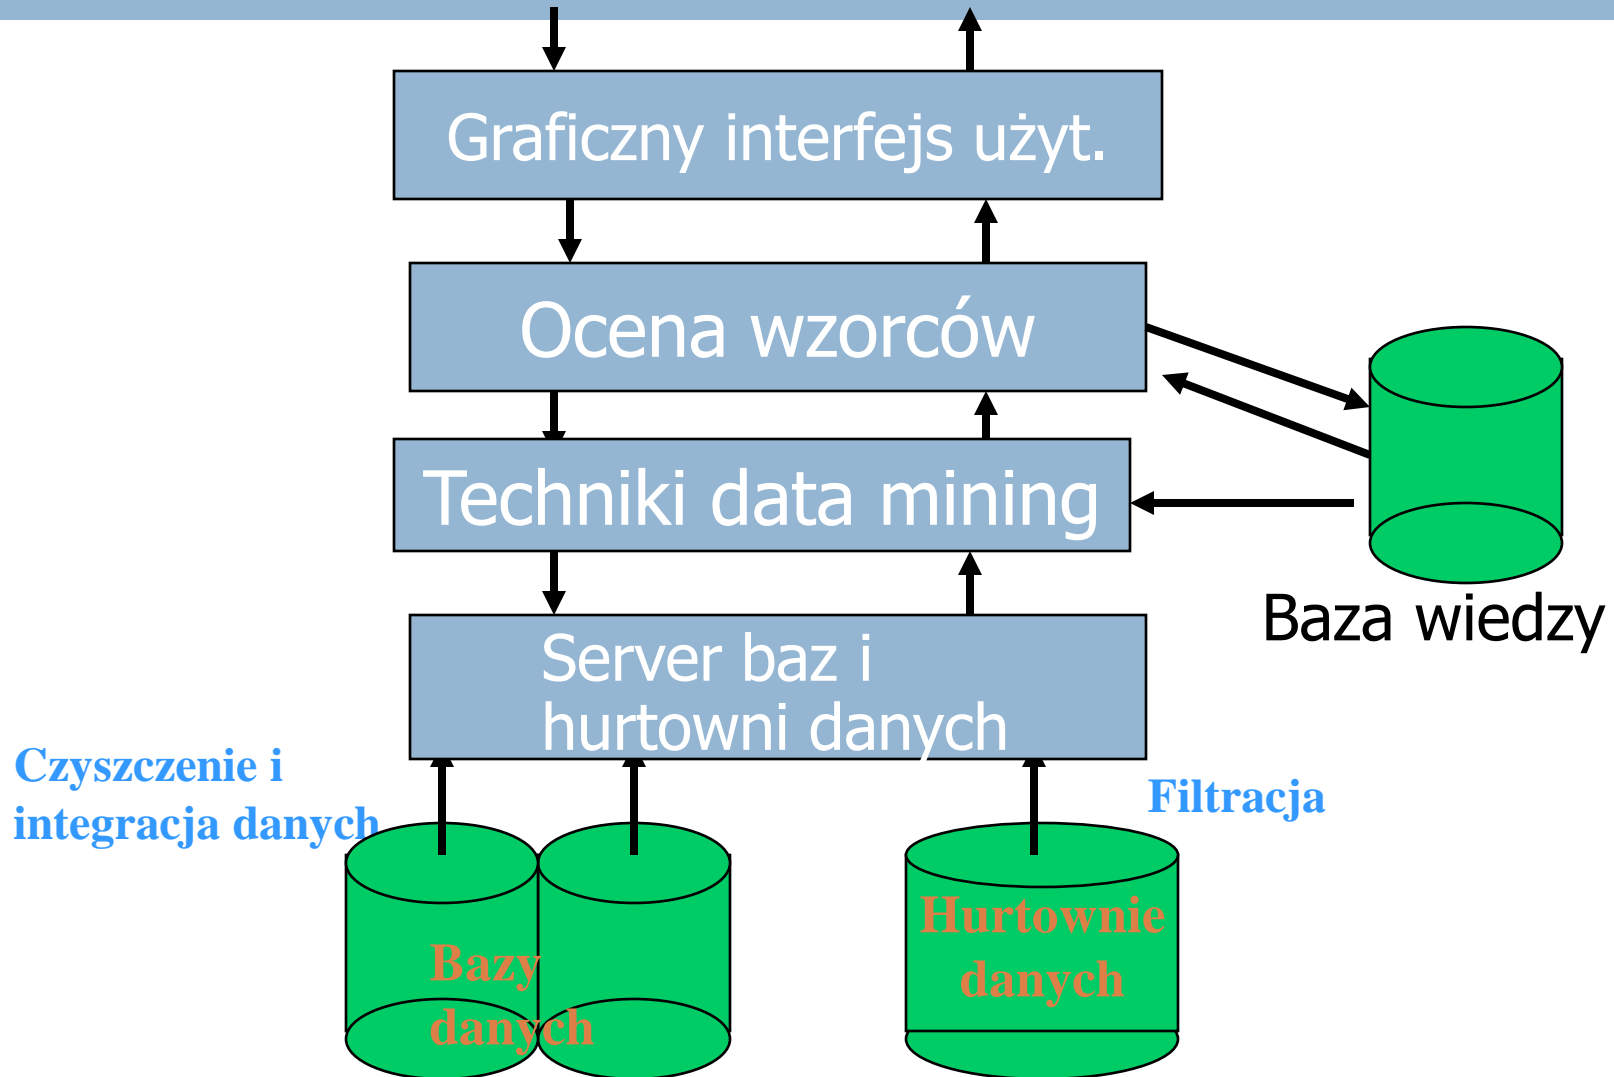 Graficzny interfejs użyt.
Ocena wzorców
Techniki data mining
Baza wiedzy
Server baz i
hurtowni danych
Czyszczenie i
integracja danych
Filtracja
Bazy
danych
Hurtownie
danych